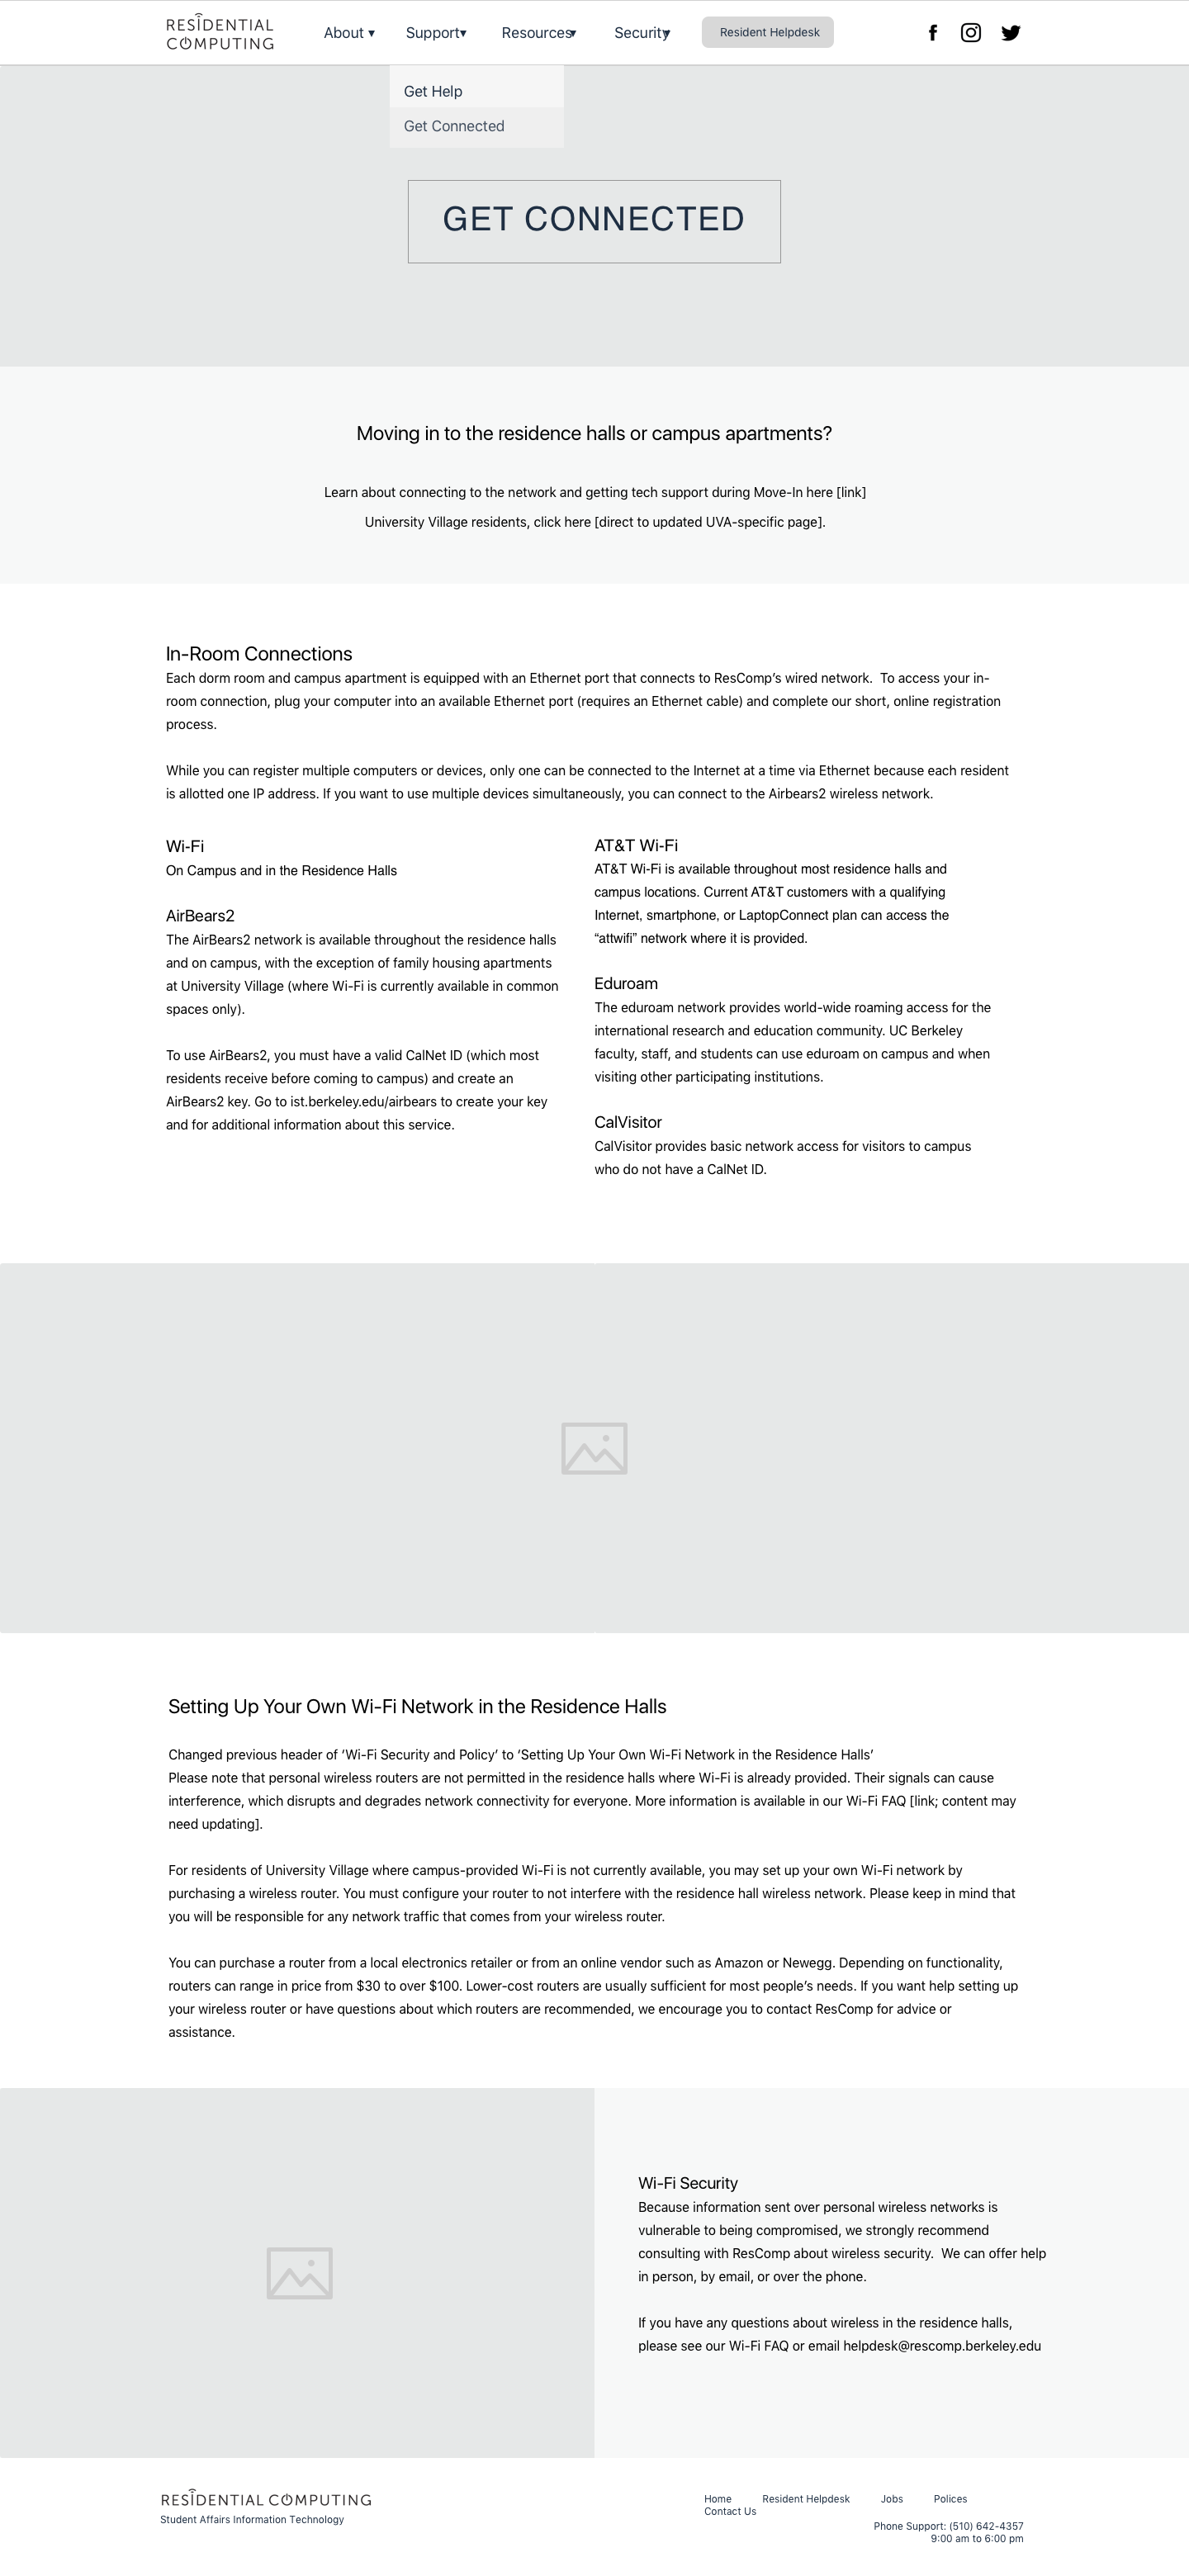 RESIDENTIAL
COMPUTING
About ▾
Support▾
Resources▾
Security▾
Resident Helpdesk
Get Help
Get Connected
GET CONNECTED
Moving in to the residence halls or campus apartments?
Learn about connecting to the network and getting tech support during Move-In here [link]
University Village residents, click here [direct to updated UVA-specific page].
In-Room Connections
Each dorm room and campus apartment is equipped with an Ethernet port that connects to ResComp’s wired network.  To access your in-
room connection, plug your computer into an available Ethernet port (requires an Ethernet cable) and complete our short, online registration
process.
While you can register multiple computers or devices, only one can be connected to the Internet at a time via Ethernet because each resident
is allotted one IP address. If you want to use multiple devices simultaneously, you can connect to the Airbears2 wireless network.
Wi-Fi
On Campus and in the Residence Halls
AirBears2
The AirBears2 network is available throughout the residence halls
and on campus, with the exception of family housing apartments
at University Village (where Wi-Fi is currently available in common
spaces only).
To use AirBears2, you must have a valid CalNet ID (which most
residents receive before coming to campus) and create an
AirBears2 key. Go to ist.berkeley.edu/airbears to create your key
and for additional information about this service.
AT&T Wi-Fi
AT&T Wi-Fi is available throughout most residence halls and
campus locations. Current AT&T customers with a qualifying
Internet, smartphone, or LaptopConnect plan can access the
“attwifi” network where it is provided.
Eduroam
The eduroam network provides world-wide roaming access for the
international research and education community. UC Berkeley
faculty, staff, and students can use eduroam on campus and when
visiting other participating institutions.
CalVisitor
CalVisitor provides basic network access for visitors to campus
who do not have a CalNet ID.
Setting Up Your Own Wi-Fi Network in the Residence Halls
Changed previous header of ‘Wi-Fi Security and Policy’ to ‘Setting Up Your Own Wi-Fi Network in the Residence Halls’
Please note that personal wireless routers are not permitted in the residence halls where Wi-Fi is already provided. Their signals can cause
interference, which disrupts and degrades network connectivity for everyone. More information is available in our Wi-Fi FAQ [link; content may
need updating].
For residents of University Village where campus-provided Wi-Fi is not currently available, you may set up your own Wi-Fi network by
purchasing a wireless router. You must configure your router to not interfere with the residence hall wireless network. Please keep in mind that
you will be responsible for any network traffic that comes from your wireless router.
You can purchase a router from a local electronics retailer or from an online vendor such as Amazon or Newegg. Depending on functionality,
routers can range in price from $30 to over $100. Lower-cost routers are usually sufficient for most people’s needs. If you want help setting up
your wireless router or have questions about which routers are recommended, we encourage you to contact ResComp for advice or
assistance.
Wi-Fi Security
Because information sent over personal wireless networks is
vulnerable to being compromised, we strongly recommend
consulting with ResComp about wireless security.  We can offer help
in person, by email, or over the phone.
If you have any questions about wireless in the residence halls,
please see our Wi-Fi FAQ or email helpdesk@rescomp.berkeley.edu
RESIDENTIAL COMPUTING
Student Affairs Information Technology
Home
Resident Helpdesk
Jobs
Polices
Contact Us
Phone Support: (510) 642-4357
9:00 am to 6:00 pm